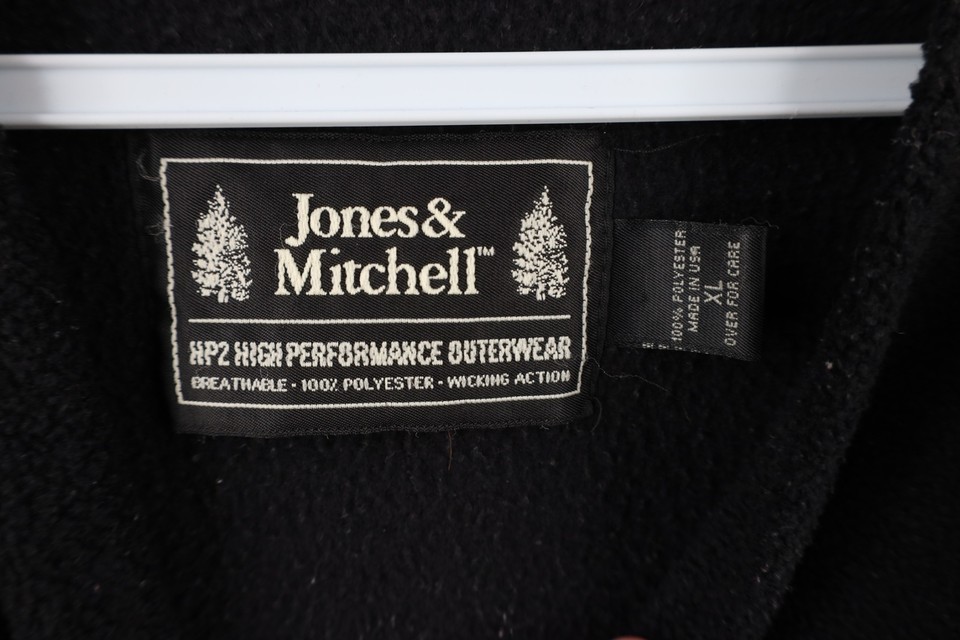 Jones &
Mitchell™
HP2 HIGH PERFORMANCE OUTERWEAR
BREATHABLE • 100% POLYESTER • WICKING ACTION
100% POLYESTER
MADE IN USA
XL
OVER FOR CARE